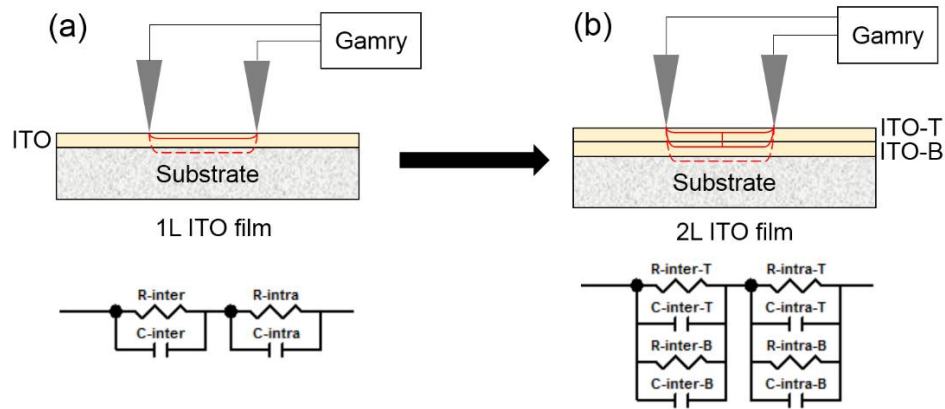 (a)
Gamry
ITO
Substrate
1L ITO film
R-inter
R-intra
C-inter
C-intra
(b)
Gamry
ITO-T
ITO-B
Substrate
2L ITO film
R-inter-T
R-intra-T
C-inter-T
C-intra-T
R-inter-B
R-intra-B
C-inter-B
C-intra-B